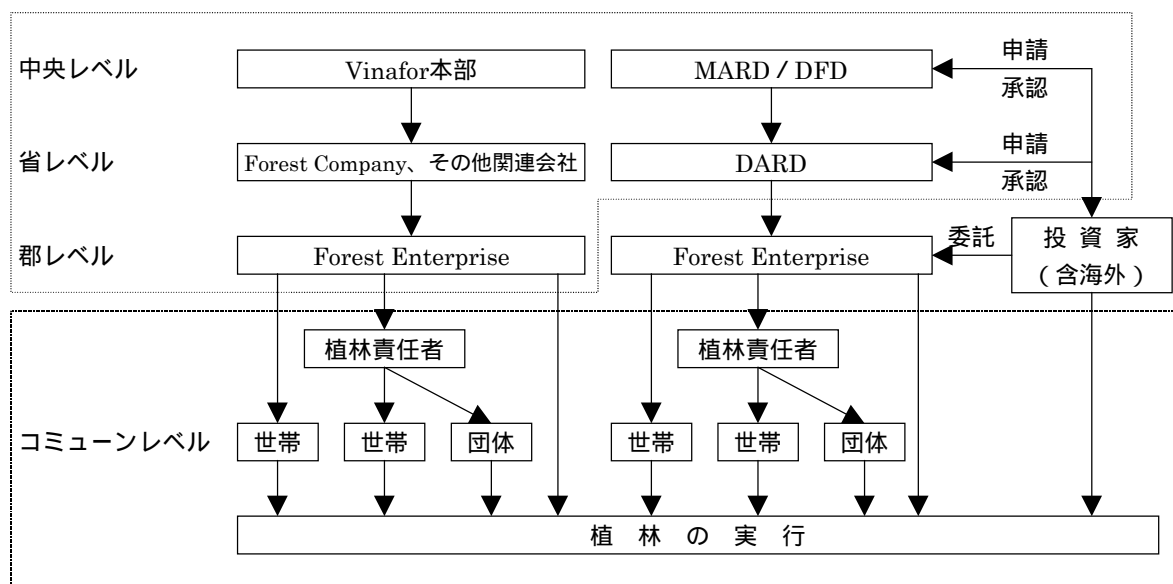 中央レベル
Vinafor本部
MARD / DFD
申請
承認
省レベル
Forest Company、その他関連会社
DARD
申請
承認
郡レベル
Forest Enterprise
Forest Enterprise
委託
投 資 家
（含海外）
植林責任者
植林責任者
コミューンレベル
世帯
世帯
団体
世帯
世帯
団体
植 林 の 実 行